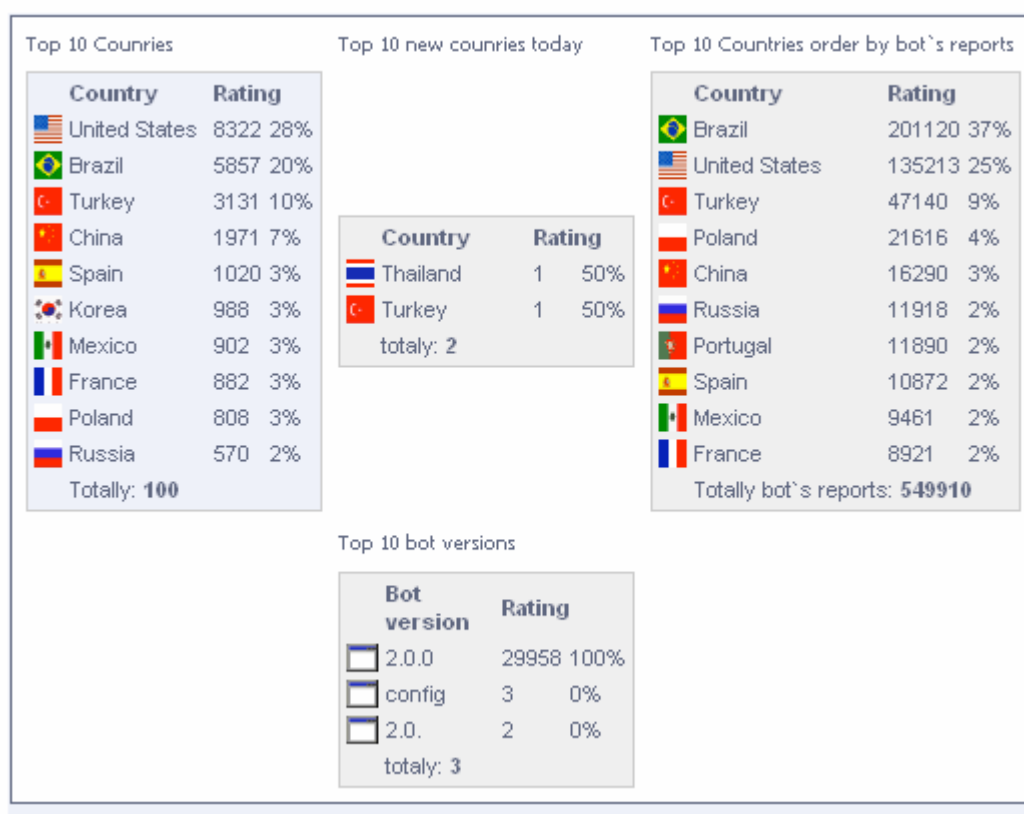 Top 10 Counries
Country Rating
United States 8322 28%
Brazil 5857 20%
Turkey 3131 10%
China 1971 7%
Spain 1020 3%
Korea 988 3%
Mexico 902 3%
France 882 3%
Poland 808 3%
Russia 570 2%
Totally: 100
Top 10 new counries today
Country Rating
Thailand 1 50%
Turkey 1 50%
totaly: 2
Top 10 Countries order by bot`s reports
Country Rating
Brazil 201120 37%
United States 135213 25%
Turkey 47140 9%
Poland 21616 4%
China 16290 3%
Russia 11918 2%
Portugal 11890 2%
Spain 10872 2%
Mexico 9461 2%
France 8921 2%
Totally bot`s reports: 549910
Top 10 bot versions
Bot
version Rating
2.0.0 29958 100%
config 3 0%
2.0. 2 0%
totaly: 3